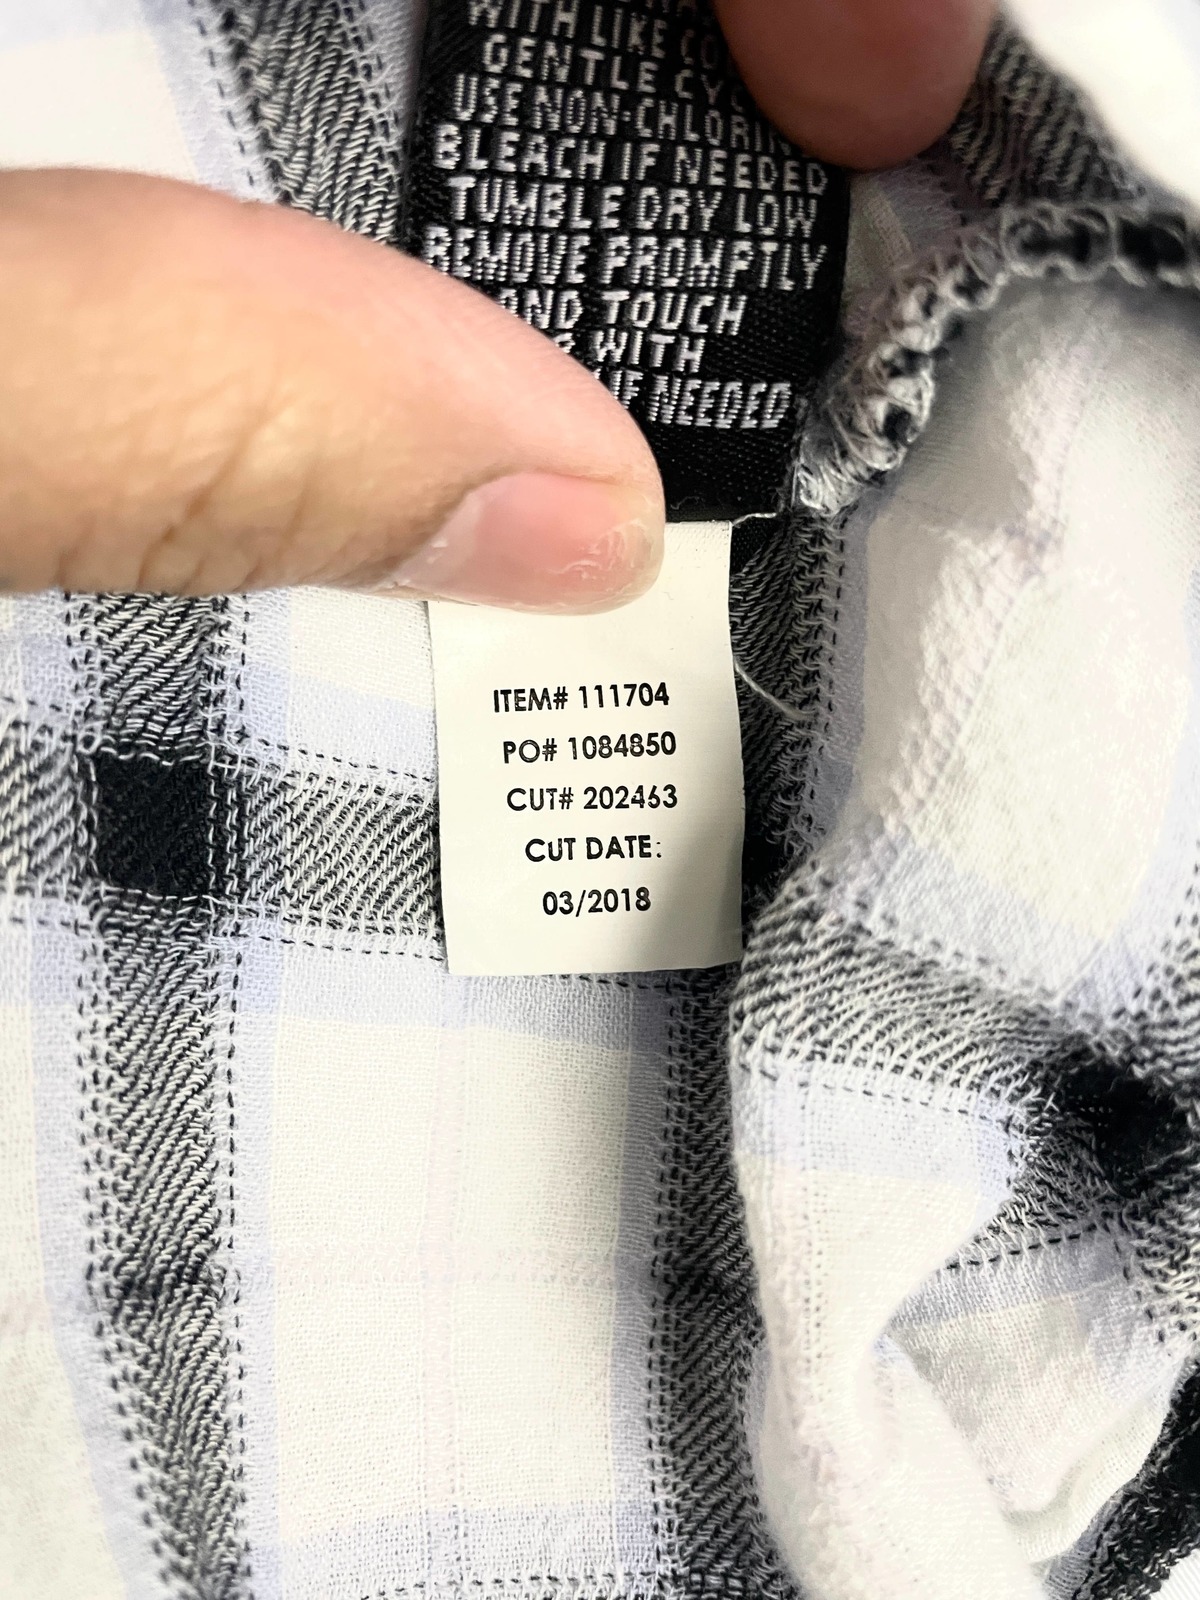 WITH LIKE
GENTLE
USE NON-CHLORIN
BLEACH IF NEEDED
TUMBLE DRY LOW
REMOVE PROMPTLY
AND TOUCH
WITH
IF NEEDED
ITEM# 111704
PO# 1084850
CUT# 202463
CUT DATE:
03/2018